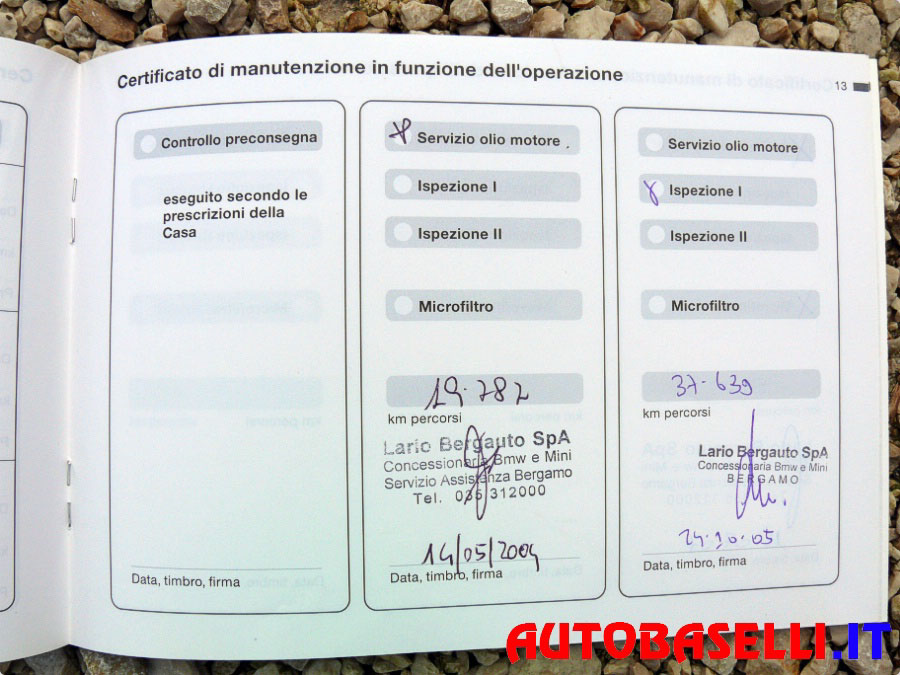 Certificato di manutenzione in funzione dell'operazione
13
Controllo preconsegna
eseguito secondo le
prescrizioni della
Casa
Data, timbro, firma
Servizio olio motore
Ispezione I
Ispezione II
Microfiltro
19.782
km percorsi
Lario Bergauto SpA
Concessionaria Bmw e Mini
Servizio Assistenza Bergamo
Tel. 035 312000
14/05/2004
Data, timbro, firma
Servizio olio motore
Ispezione I
Ispezione II
Microfiltro
37.639
km percorsi
Lario Bergauto SpA
Concessionaria Bmw e Mini
BERGAMO
24.10.05
Data, timbro, firma
AUTOBASELLI.IT